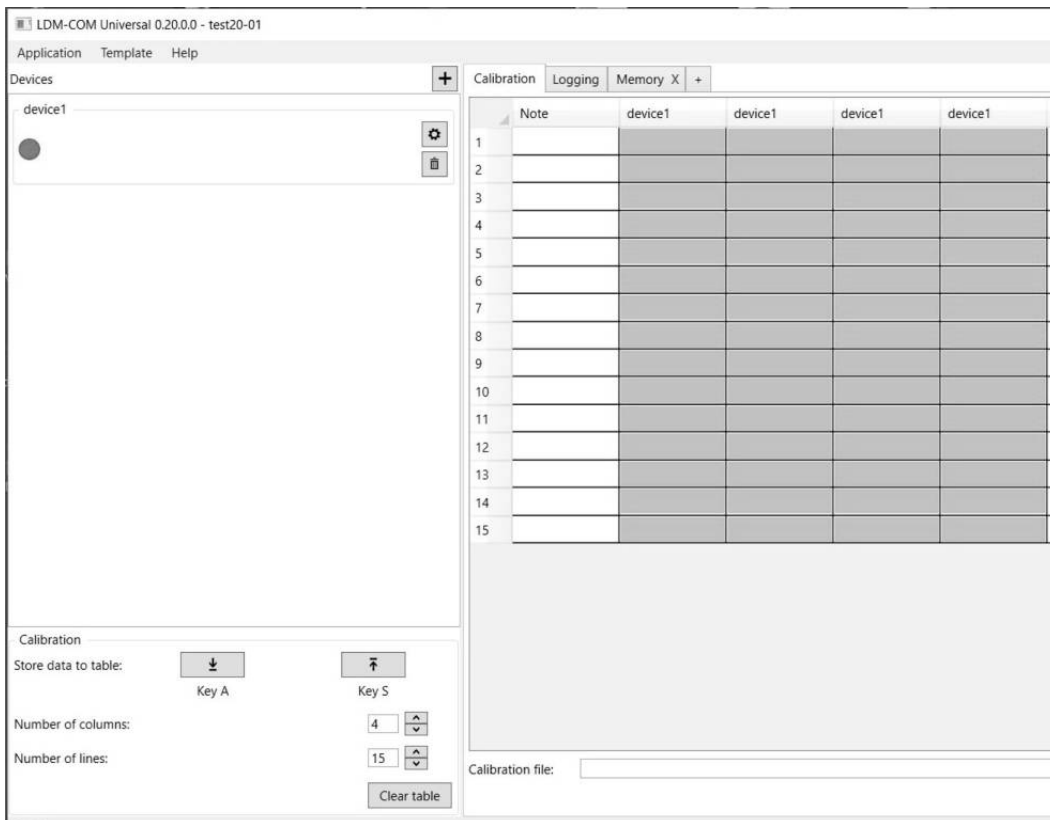 LDM-COM Universal 0.20.0.0 - test20-01
Application Template Help
Devices
device1
Calibration
Store data to table:
Key A Key S
Number of columns: 4
Number of lines: 15
Clear table
Calibration Logging Memory X +
Note device1 device1 device1 device1
1
2
3
4
5
6
7
8
9
10
11
12
13
14
15
Calibration file: